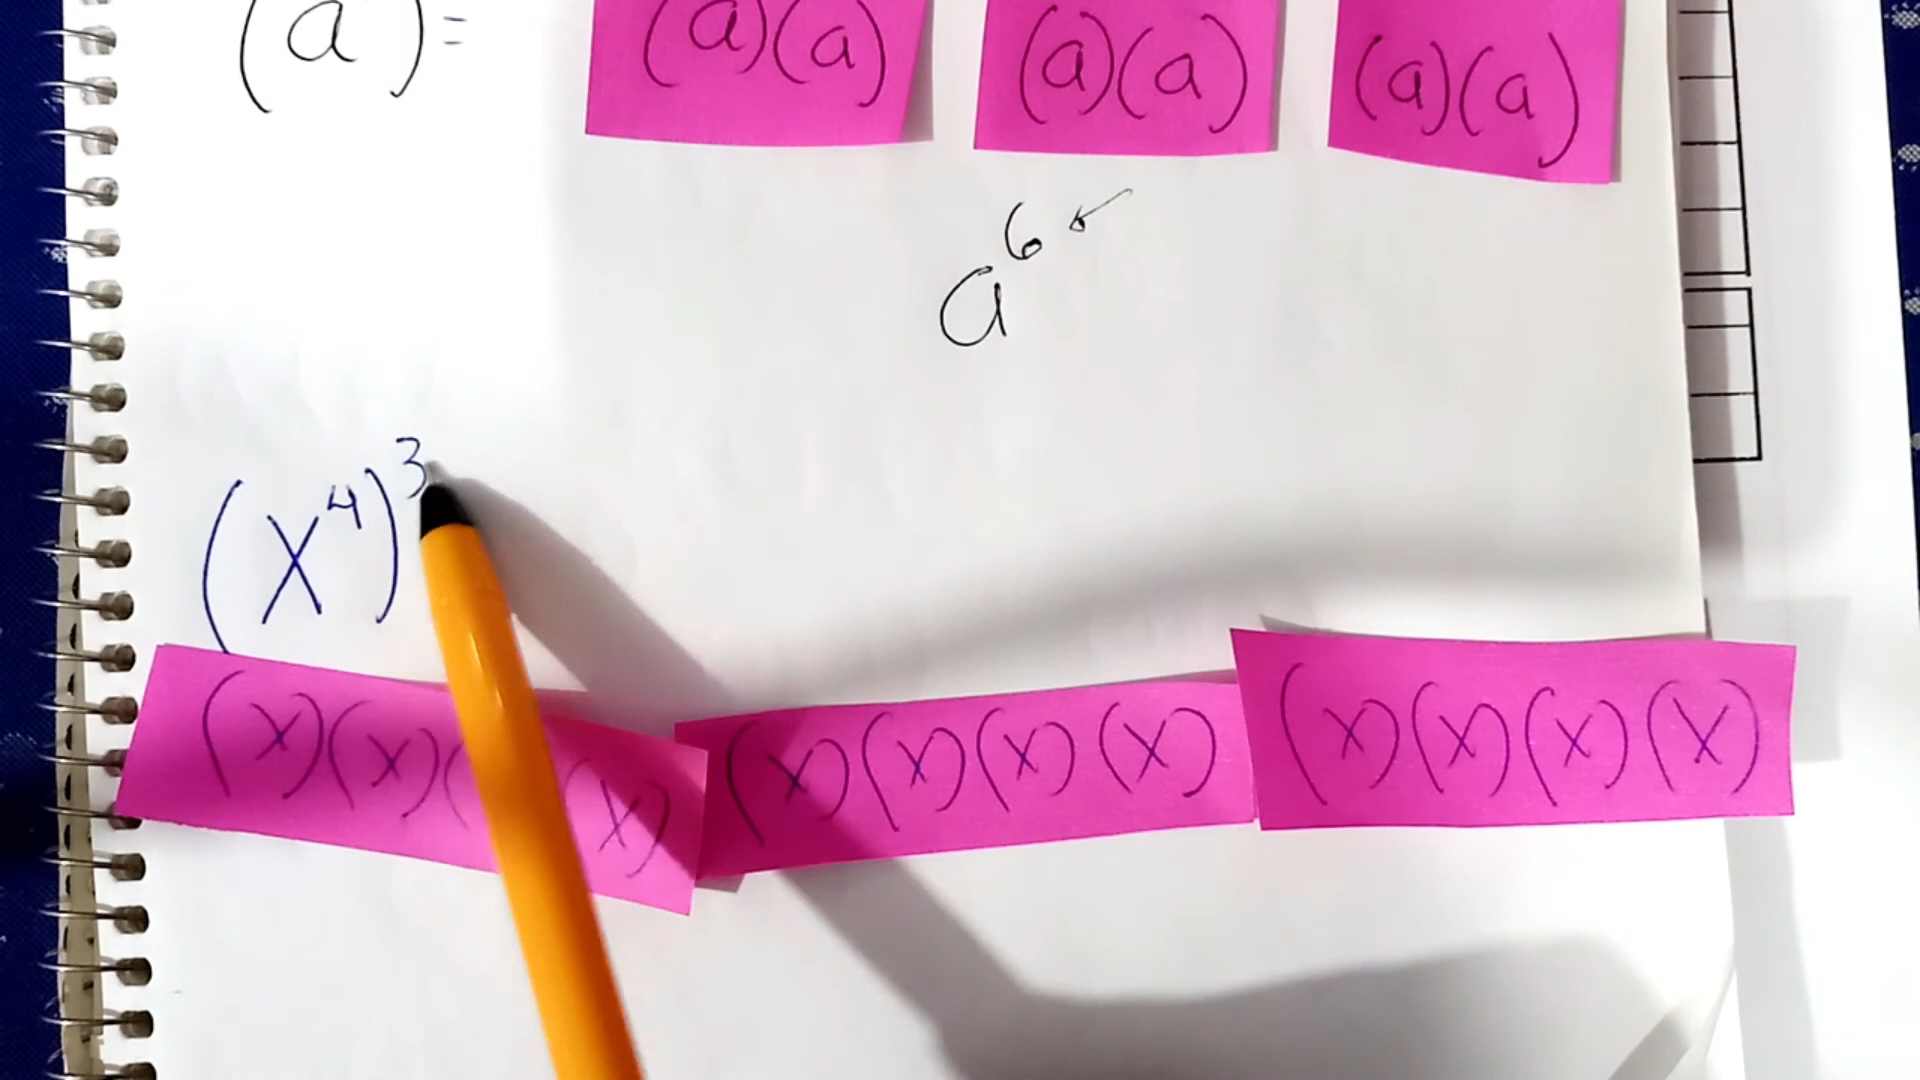 (a )= (a)(a) (a)(a) (a)(a)
a⁶
(x⁴)³
(x)(x)( (x) (x)(x)(x)(x) (x)(x)(x)(x)